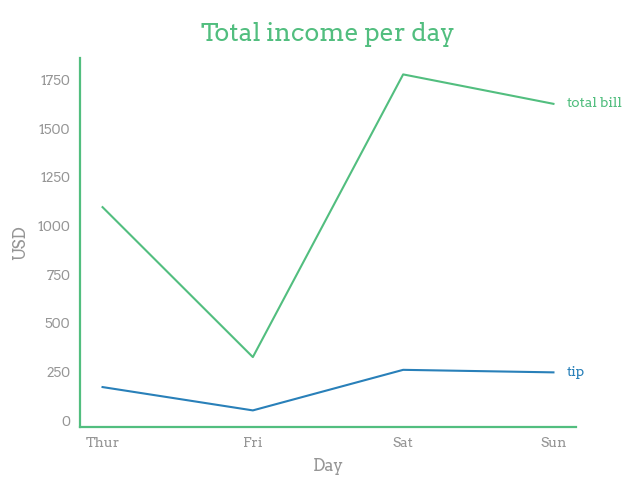 Total income per day
1750
1500
1250
1000
750
500
250
0
USD
total bill
tip
Thur Fri Sat Sun
Day